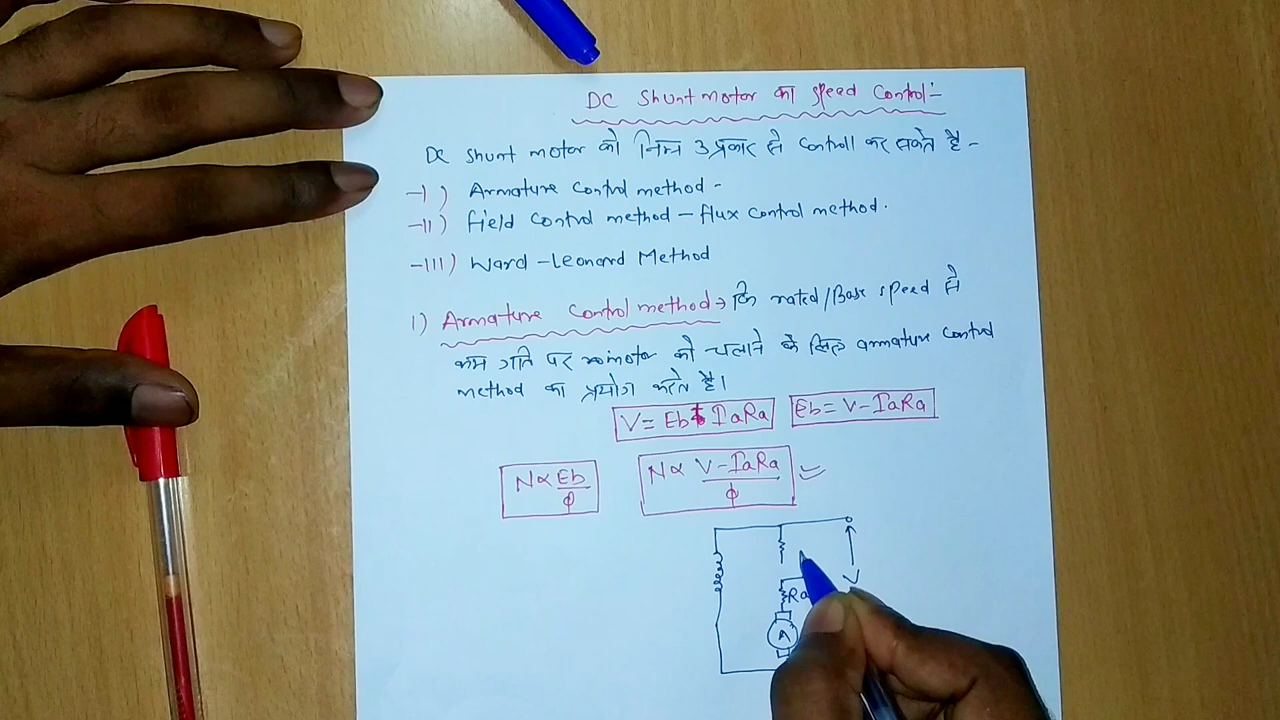 DC Shunt motor का speed Control:-
DC shunt motor को निम्न 3 प्रकार से Controll कर सकते है -
I) Armature Control method -
II) field Control method - flux Control method.
III) Ward-Leonard Method
1) Armature Control method → कि rated/Base speed से
कम गति पर motor को चलाने के लिए armature Control
method का प्रयोग करते है।
V = Eb + IaRa
Eb = V - IaRa
N ∝ Eb/φ
N ∝ V - IaRa/φ
V
Ra
A